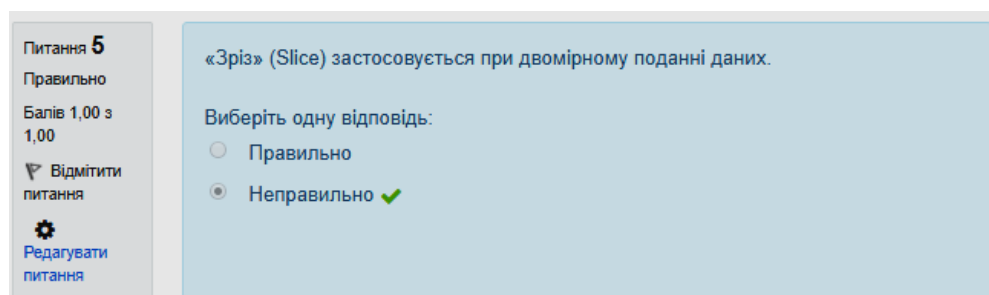 Питання 5
Правильно
Балів 1,00 з
1,00
Відмітити
питання
Редагувати
питання
«Зріз» (Slice) застосовується при двомірному поданні даних.
Виберіть одну відповідь:
Правильно
Неправильно